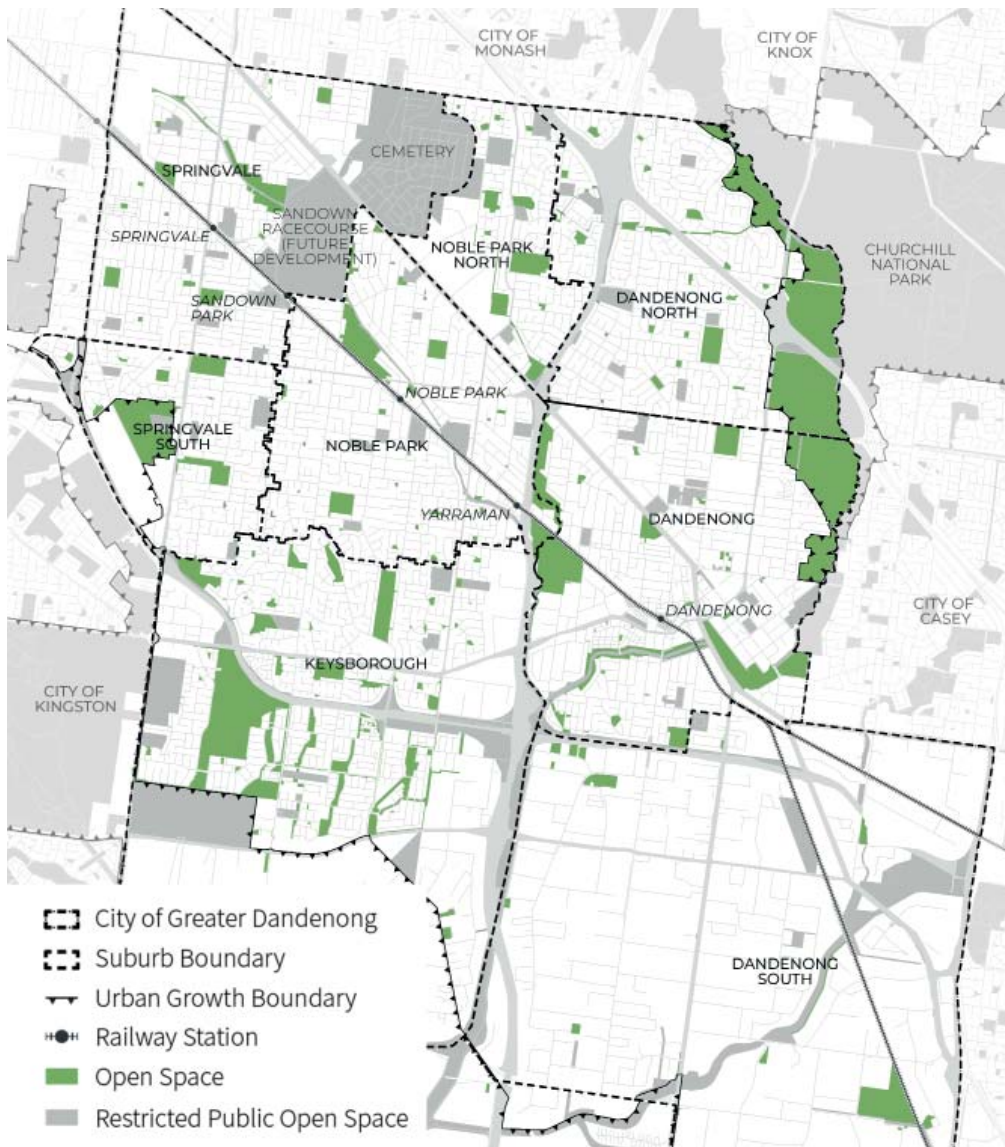 CITY OF
MONASH
CITY OF
KNOX
CEMETERY
SPRINGVALE
SPRINGVALE
SANDOWN
RACECOURSE
(FUTURE
DEVELOPMENT)
NOBLE PARK
NORTH
CHURCHILL
NATIONAL
PARK
SANDOWN
PARK
DANDENONG
NORTH
NOBLE PARK
SPRINGVALE
SOUTH
NOBLE PARK
YARRAMAN
DANDENONG
DANDENONG
CITY OF
CASEY
KEYSBOROUGH
CITY OF
KINGSTON
DANDENONG
SOUTH
City of Greater Dandenong
Suburb Boundary
Urban Growth Boundary
Railway Station
Open Space
Restricted Public Open Space